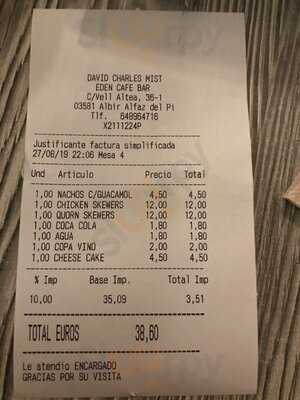 DAVID CHARLES MIST
EDEN CAFE BAR
C/Vell Altea, 36-1
03581 Albir Alfaz del Pi
Tlf. 648964716
X2111224P
Justificante factura simplificada
27/06/19 22:06 Mesa 4
Und Articulo Precio Total
1,00 NACHOS C/GUACAMOL 4,50 4,50
1,00 CHICKEN SKEWERS 12,00 12,00
1,00 QUORN SKEWERS 12,00 12,00
1,00 COCA COLA 1,80 1,80
1,00 AGUA 1,80 1,80
1,00 COPA VINO 2,00 2,00
1,00 CHEESE CAKE 4,50 4,50
% Imp Base Imp. Total Imp
10,00 35,09 3,51
TOTAL EUROS 38,60
Le atendio ENCARGADO
GRACIAS POR SU VISITA